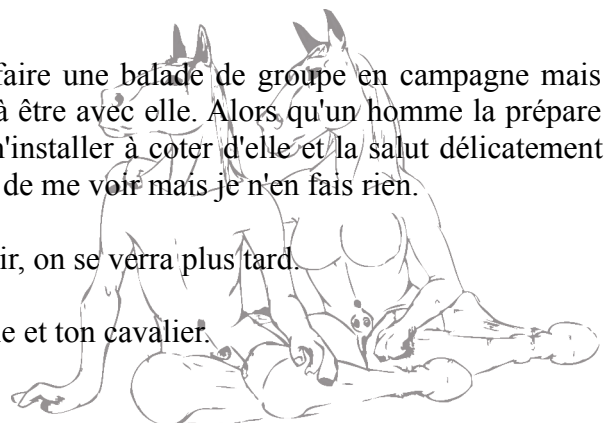 faire une balade de groupe en campagne mais
à être avec elle. Alors qu'un homme la prépare
n'installer à coter d'elle et la salut délicatement
de me voir mais je n'en fais rien.
ir, on se verra plus tard.
e et ton cavalier.